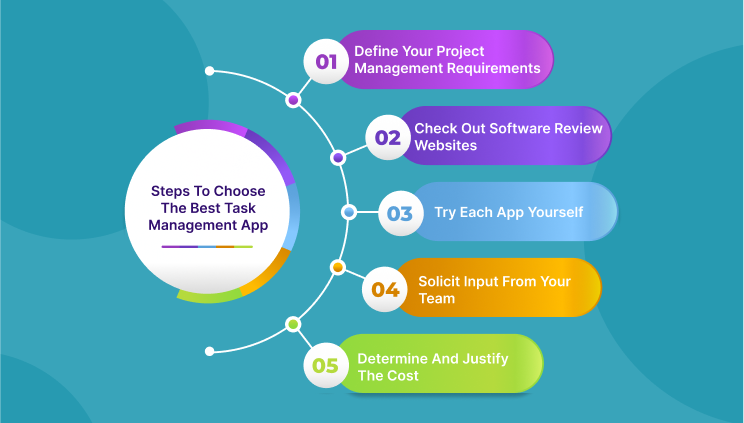 Steps To Choose
The Best Task
Management App
01
Define Your Project
Management Requirements
02
Check Out Software Review
Websites
03
Try Each App Yourself
04
Solicit Input From Your
Team
05
Determine And Justify
The Cost